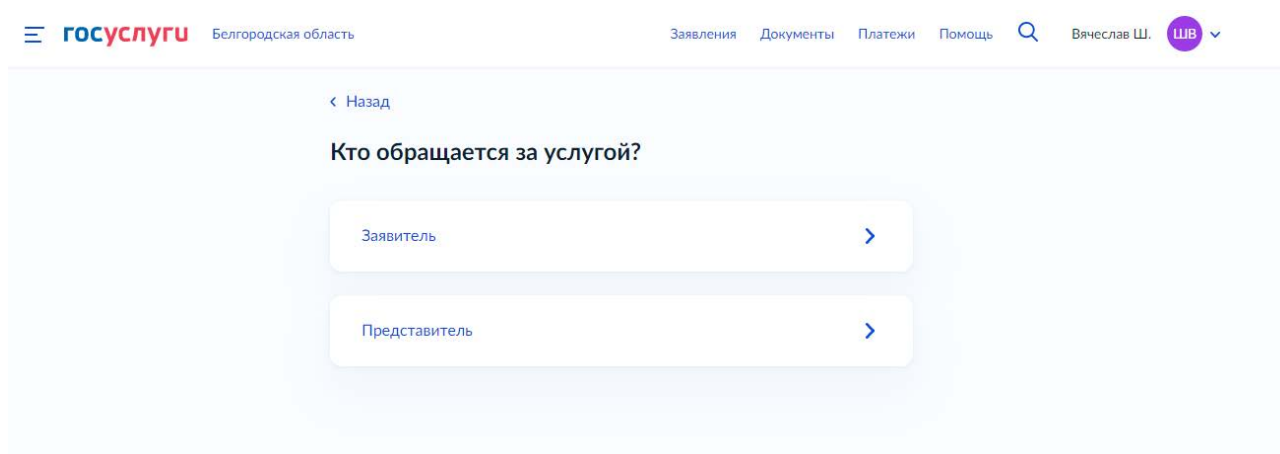 госуслуги Белгородская область Заявления Документы Платежи Помощь Вячеслав Ш. ШВ
Назад
Кто обращается за услугой?
Заявитель
Представитель